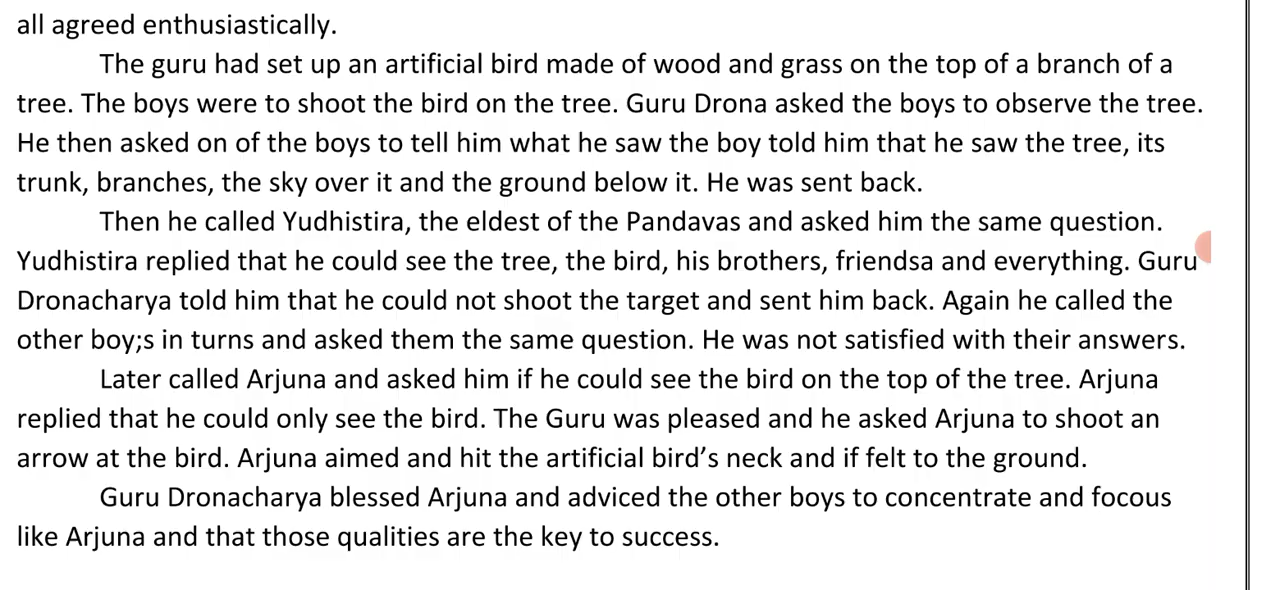 all agreed enthusiastically.
The guru had set up an artificial bird made of wood and grass on the top of a branch of a
tree. The boys were to shoot the bird on the tree. Guru Drona asked the boys to observe the tree.
He then asked on of the boys to tell him what he saw the boy told him that he saw the tree, its
trunk, branches, the sky over it and the ground below it. He was sent back.
Then he called Yudhistira, the eldest of the Pandavas and asked him the same question.
Yudhistira replied that he could see the tree, the bird, his brothers, friendsa and everything. Guru
Dronacharya told him that he could not shoot the target and sent him back. Again he called the
other boy;s in turns and asked them the same question. He was not satisfied with their answers.
Later called Arjuna and asked him if he could see the bird on the top of the tree. Arjuna
replied that he could only see the bird. The Guru was pleased and he asked Arjuna to shoot an
arrow at the bird. Arjuna aimed and hit the artificial bird’s neck and if felt to the ground.
Guru Dronacharya blessed Arjuna and adviced the other boys to concentrate and focous
like Arjuna and that those qualities are the key to success.